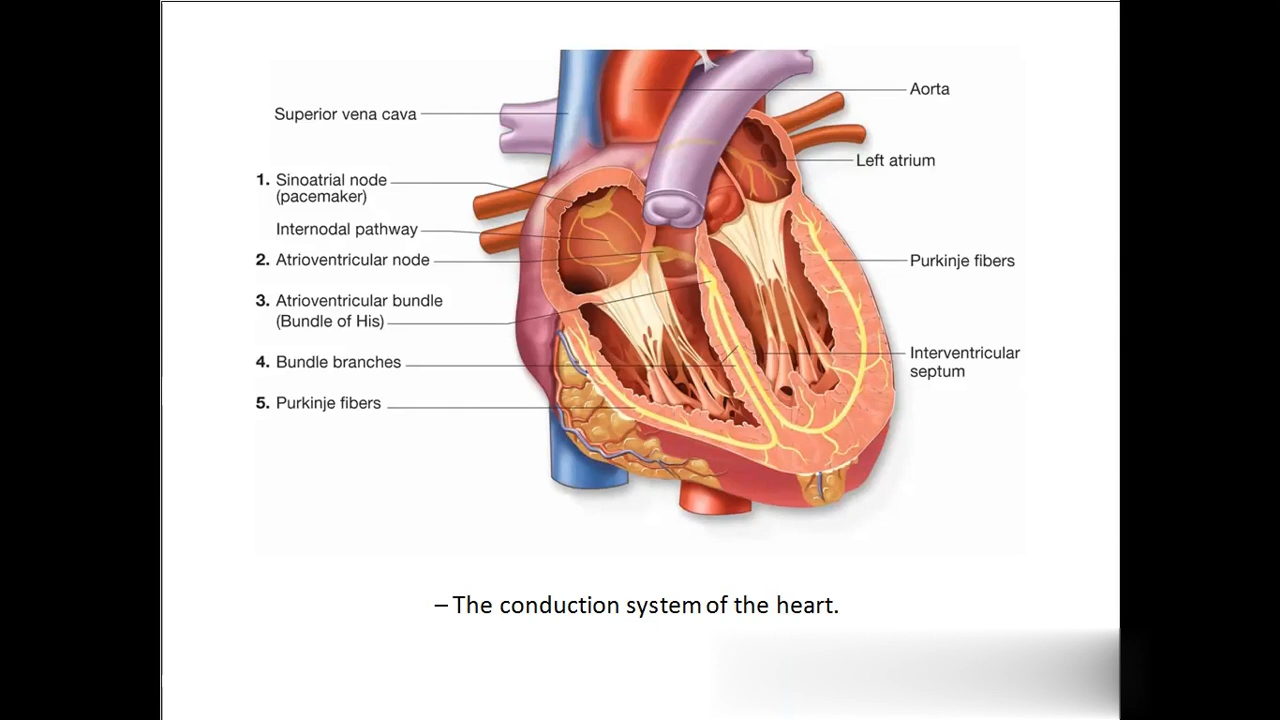 Aorta
Superior vena cava
Left atrium
1. Sinoatrial node
(pacemaker)
Internodal pathway
2. Atrioventricular node
Purkinje fibers
3. Atrioventricular bundle
(Bundle of His)
Interventricular
septum
4. Bundle branches
5. Purkinje fibers
– The conduction system of the heart.